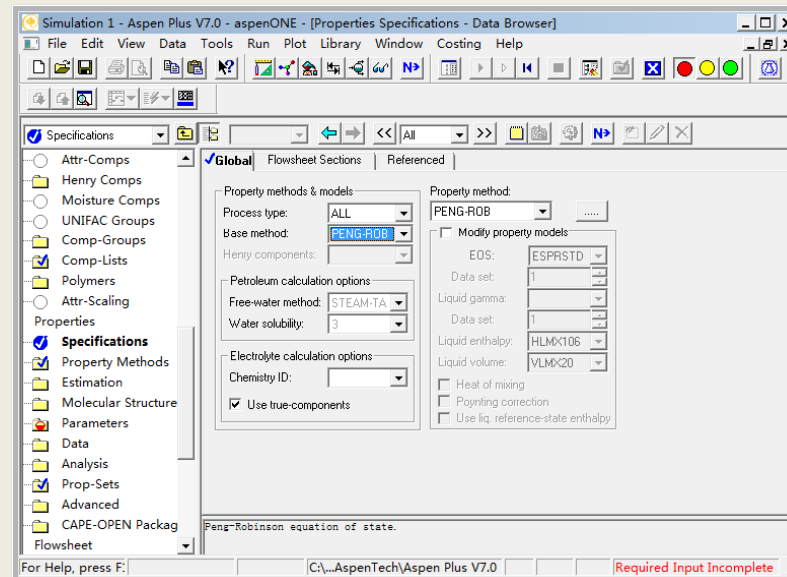 Simulation 1 - Aspen Plus V7.0 - aspenONE - [Properties Specifications - Data Browser]
File Edit View Data Tools Run Plot Library Window Costing Help
N>
Specifications
<< All >> N>
Attr-Comps
Henry Comps
Moisture Comps
UNIFAC Groups
Comp-Groups
Comp-Lists
Polymers
Attr-Scaling
Properties
Specifications
Property Methods
Estimation
Molecular Structure
Parameters
Data
Analysis
Prop-Sets
Advanced
CAPE-OPEN Packag
Flowsheet
Global Flowsheet Sections Referenced
Property methods & models
Process type: ALL
Base method: PENG-ROB
Henry components:
Petroleum calculation options
Free-water method: STEAM-TA
Water solubility: 3
Electrolyte calculation options
Chemistry ID:
Use true-components
Property method:
PENG-ROB .....
Modify property models
EOS: ESPRSTD
Data set: 1
Liquid gamma:
Data set: 1
Liquid enthalpy: HLMX106
Liquid volume: VLMX20
Heat of mixing
Poynting correction
Use liq. reference-state enthalpy
Peng-Robinson equation of state.
For Help, press F: C:\...AspenTech\Aspen Plus V7.0 Required Input Incomplete